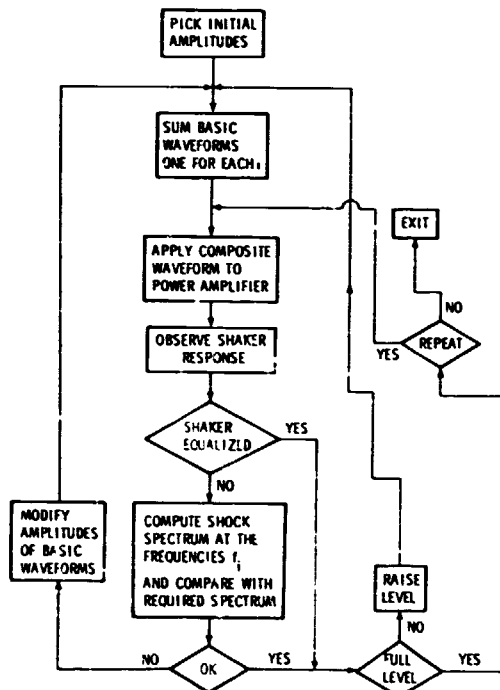 PICK INITIAL
AMPLITUDES
SUM BASIC
WAVEFORMS
ONE FOR EACH i
EXIT
APPLY COMPOSITE
WAVEFORM TO
POWER AMPLIFIER
NO
YES
REPEAT
OBSERVE SHAKER
RESPONSE
SHAKER
EQUALIZED
YES
NO
MODIFY
AMPLITUDES
OF BASIC
WAVEFORMS
COMPUTE SHOCK
SPECTRUM AT THE
FREQUENCIES fi
AND COMPARE WITH
REQUIRED SPECTRUM
RAISE
LEVEL
NO
NO
OK
YES
FULL
LEVEL
YES